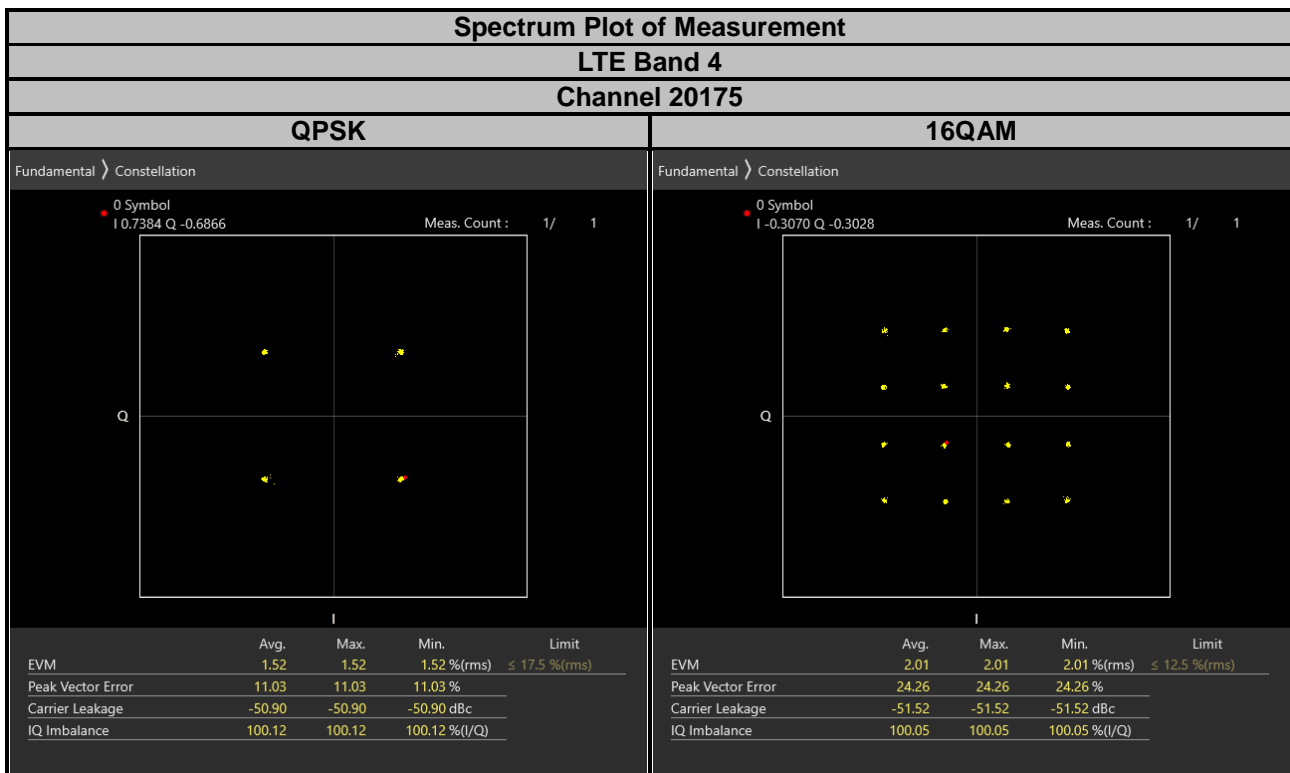 Spectrum Plot of Measurement
LTE Band 4
Channel 20175
QPSK
Fundamental 〉 Constellation
0 Symbol
I 0.7384 Q -0.6866 Meas. Count : 1/ 1
Q
I
Avg. Max. Min. Limit
EVM 1.52 1.52 1.52 %(rms) ≤ 17.5 %(rms)
Peak Vector Error 11.03 11.03 11.03 %
Carrier Leakage -50.90 -50.90 -50.90 dBc
IQ Imbalance 100.12 100.12 100.12 %(I/Q)
16QAM
Fundamental 〉 Constellation
0 Symbol
I -0.3070 Q -0.3028 Meas. Count : 1/ 1
Q
I
Avg. Max. Min. Limit
EVM 2.01 2.01 2.01 %(rms) ≤ 12.5 %(rms)
Peak Vector Error 24.26 24.26 24.26 %
Carrier Leakage -51.52 -51.52 -51.52 dBc
IQ Imbalance 100.05 100.05 100.05 %(I/Q)